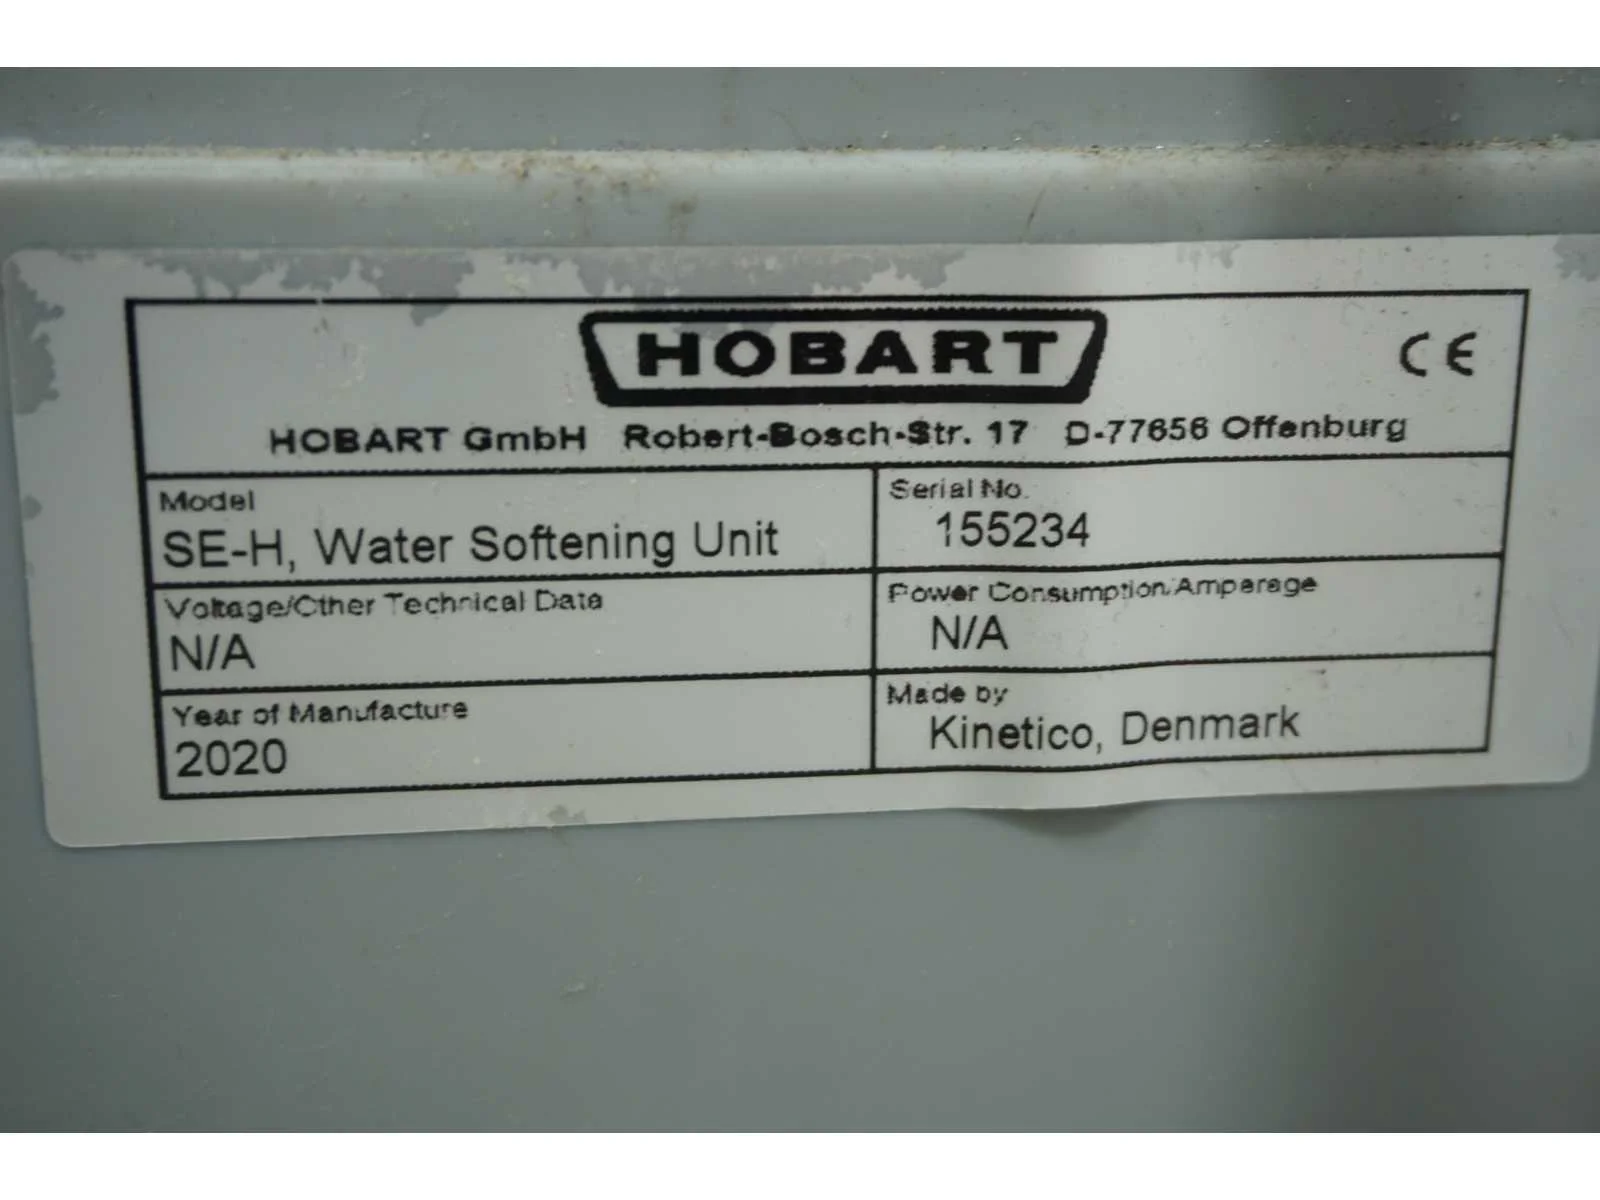 HOBART
CE
HOBART GmbH Robert-Bosch-Str. 17 D-77656 Offenburg
Model
SE-H, Water Softening Unit
Serial No.
155234
Voltage/Other Technical Data
N/A
Power Consumption/Amperage
N/A
Year of Manufacture
2020
Made by
Kinetico, Denmark